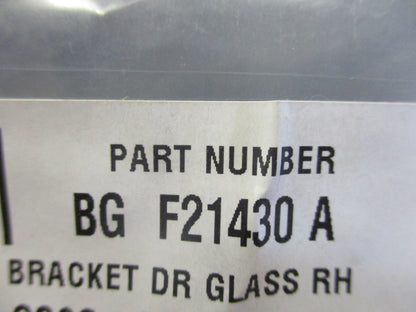 PART NUMBER
BG F21430 A
BRACKET DR GLASS RH